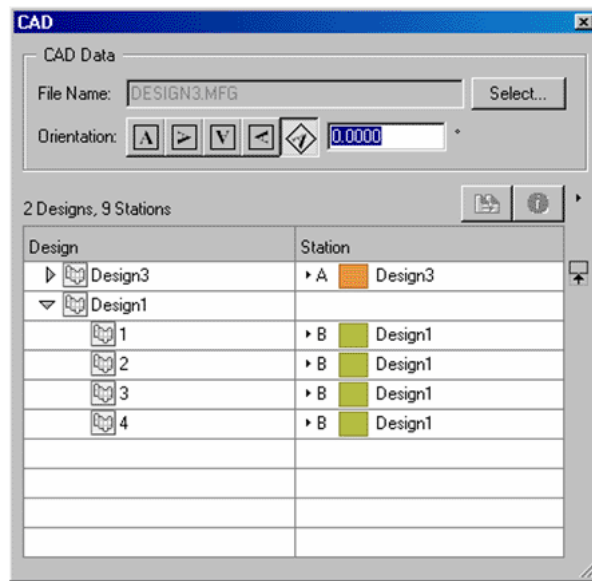 CAD
CAD Data
File Name: DESIGN3.MFG Select...
Orientation: A A A A A 0.0000 °
2 Designs, 9 Stations
Design Station
Design3 A Design3
Design1
1 B Design1
2 B Design1
3 B Design1
4 B Design1